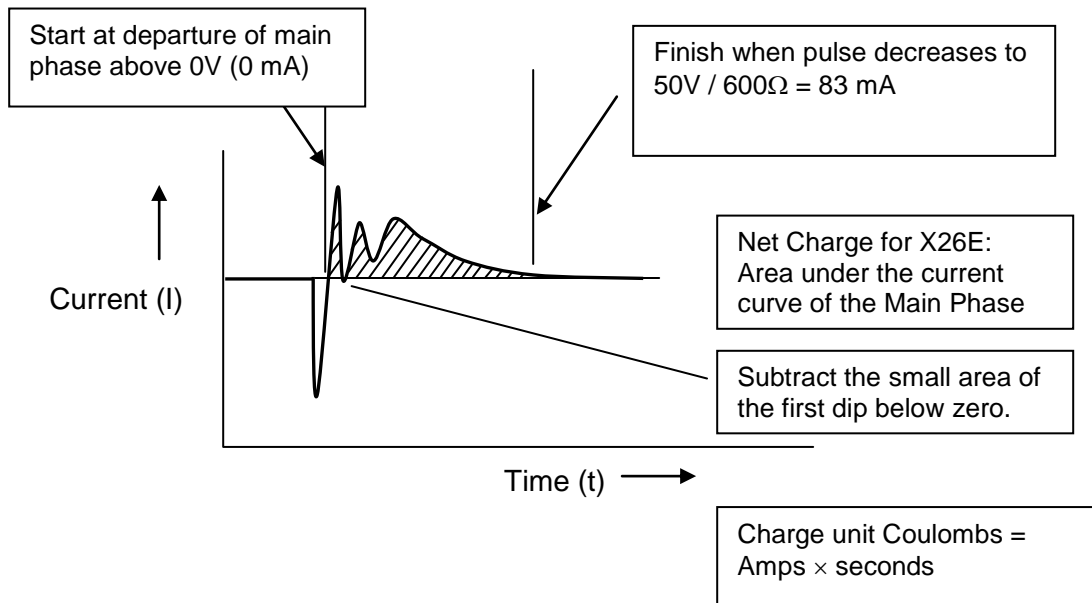 Start at departure of main
phase above 0V (0 mA)
Finish when pulse decreases to
50V / 600Ω = 83 mA
Net Charge for X26E:
Area under the current
curve of the Main Phase
Current (I)
Subtract the small area of
the first dip below zero.
Time (t)
Charge unit Coulombs =
Amps × seconds